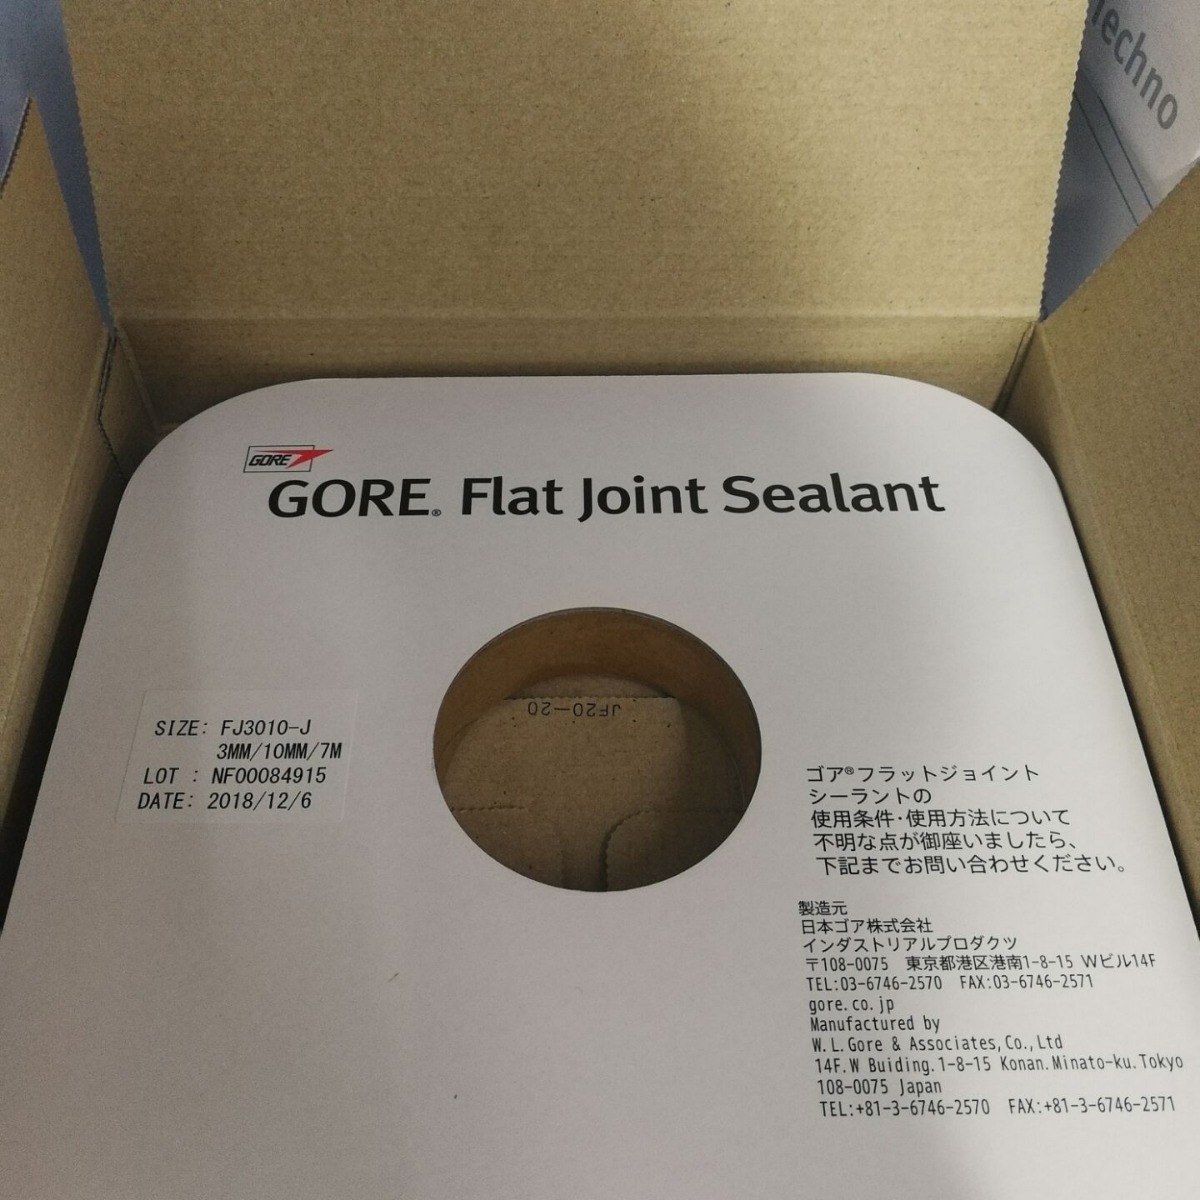 Techno
GORE
GORE® Flat Joint Sealant
JF20-20
SIZE: FJ3010-J
3MM/10MM/7M
LOT : NF00084915
DATE: 2018/12/6
ゴア®フラットジョイント
シーラントの
使用条件･使用方法について
不明な点が御座いましたら、
下記までお問い合わせください。
製造元
日本ゴア株式会社
インダストリアルプロダクツ
〒108-0075 東京都港区港南1-8-15 Wビル14F
TEL:03-6746-2570 FAX:03-6746-2571
gore.co.jp
Manufactured by
W.L.Gore & Associates,Co.,Ltd
14F.W Buiding.1-8-15 Konan.Minato-ku.Tokyo
108-0075 Japan
TEL:+81-3-6746-2570 FAX:+81-3-6746-2571